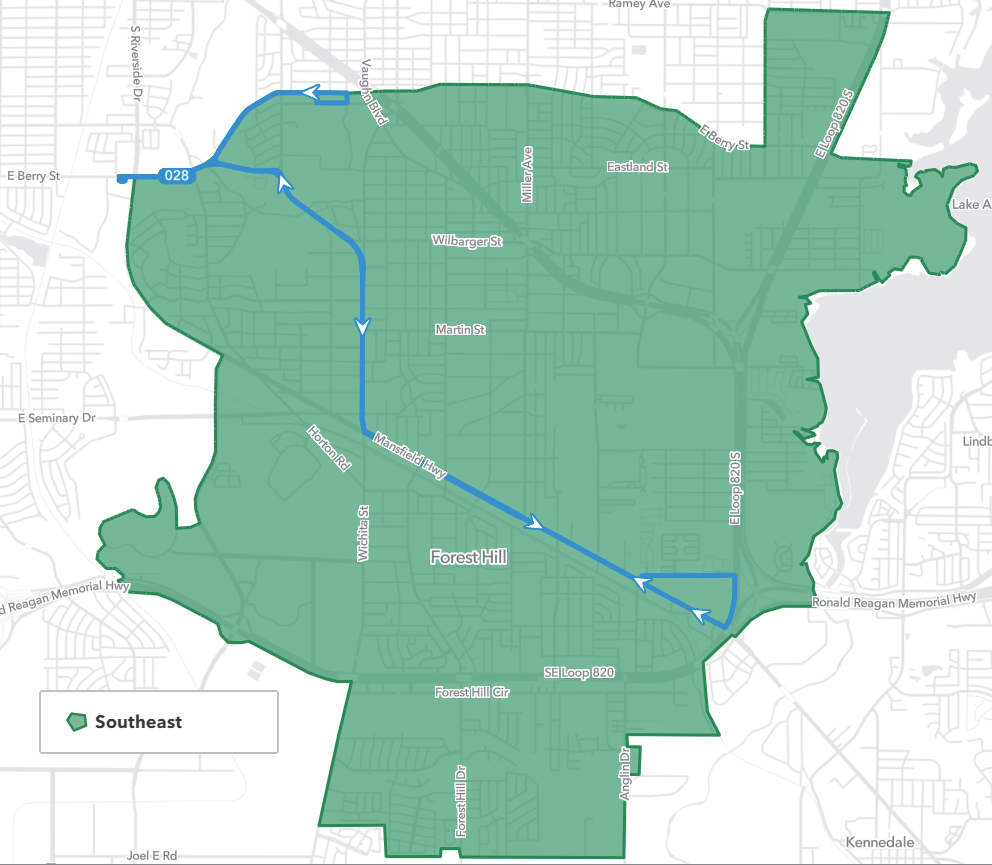 Ramey Ave
S Riverside Dr
Vaughn Blvd
E Loop 820 S
E Berry St
Miller Ave
Eastland St
E Berry St
028
Lake A
Wilbarger St
Martin St
E Seminary Dr
Horton Rd
Mansfield Hwy
Lindb
E Loop 820 S
Wichita St
Forest Hill
d Reagan Memorial Hwy
Ronald Reagan Memorial Hwy
SE Loop 820
Forest Hill Cir
Southeast
Anglin Dr
Forest Hill Dr
Kennedale
Joel E Rd